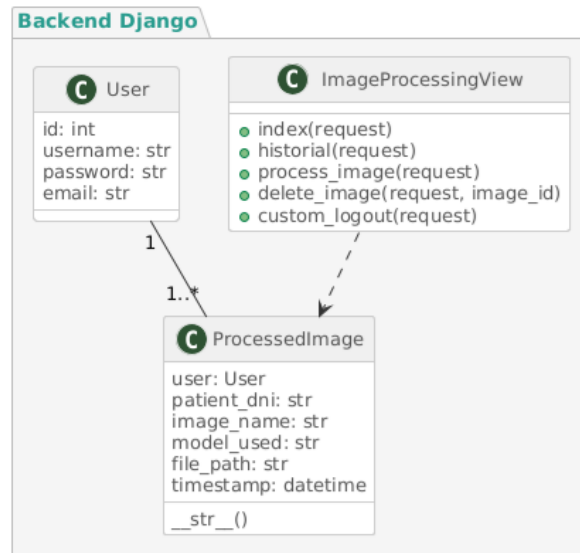 Backend Django
C User
id: int
username: str
password: str
email: str
C ImageProcessingView
index(request)
historial(request)
process_image(request)
delete_image(request, image_id)
custom_logout(request)
1
1..*
C ProcessedImage
user: User
patient_dni: str
image_name: str
model_used: str
file_path: str
timestamp: datetime
__str__()